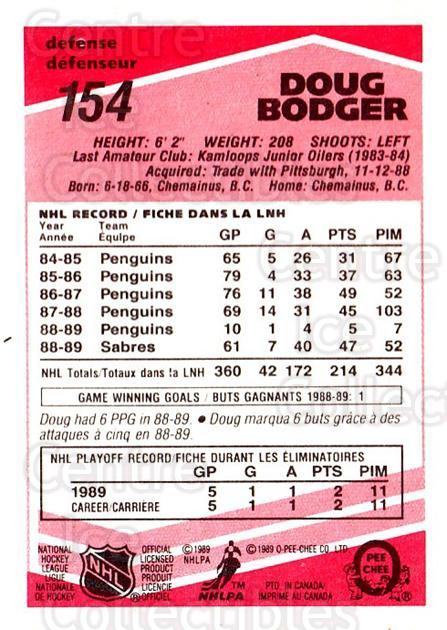 defense
défenseur
154
DOUG
BODGER
HEIGHT: 6' 2" WEIGHT: 208 SHOOTS: LEFT
Last Amateur Club: Kamloops Junior Oilers (1983-84)
Acquired: Trade with Pittsburgh, 11-12-88
Born: 6-18-66, Chemainus, B.C. Home: Chemainus, B.C.
NHL RECORD / FICHE DANS LA LNH
Year Team
Année Équipe GP G A PTS PIM
84-85 Penguins 65 5 26 31 67
85-86 Penguins 79 4 33 37 63
86-87 Penguins 76 11 38 49 52
87-88 Penguins 69 14 31 45 103
88-89 Penguins 10 1 4 5 7
88-89 Sabres 61 7 40 47 52
NHL Totals/Totaux dans la LNH 360 42 172 214 344
GAME WINNING GOALS / BUTS GAGNANTS 1988-89: 1
Doug had 6 PPG in 88-89. • Doug marqua 6 buts grâce à des
attaques à cinq en 88-89.
NHL PLAYOFF RECORD/FICHE DURANT LES ÉLIMINATOIRES
GP G A PTS PIM
1989 5 1 1 2 11
CAREER/CARRIÈRE 5 1 1 2 11
NATIONAL
HOCKEY
LEAGUE
LIGUE
NATIONALE
DE HOCKEY
NHL
OFFICIAL
LICENSED
PRODUCT
PRODUIT
LICENCE
OFFICIEL
©1989
NHLPA
TM
NHLPA
©1989 O-PEE-CHEE CO. LTD.
PTD. IN CANADA/
IMPRIMÉ AU CANADA
O
PEE
CHEE
®
Centre
Ice